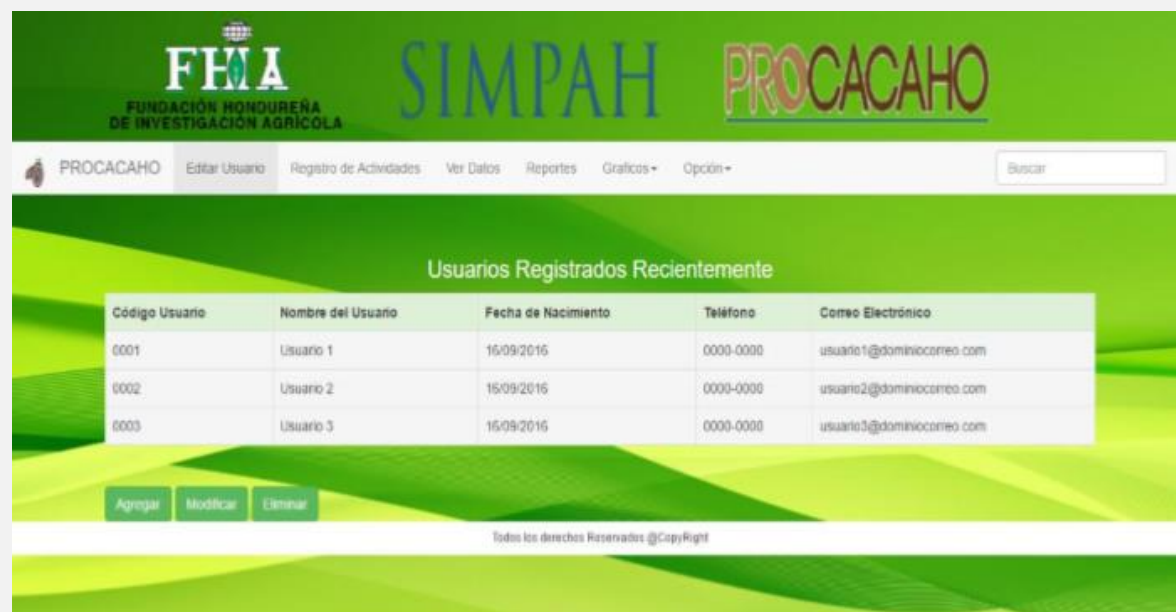 FHIA
FUNDACIÓN HONDUREÑA
DE INVESTIGACIÓN AGRÍCOLA
SIMPAH
PROCACAHO
PROCACAHO Editar Usuario Registro de Actividades Ver Datos Reportes Graficos Opción Buscar
Usuarios Registrados Recientemente
Código Usuario Nombre del Usuario Fecha de Nacimiento Teléfono Correo Electrónico
0001 Usuario 1 16/09/2016 0000-0000 usuario1@dominiocorreo.com
0002 Usuario 2 16/09/2016 0000-0000 usuario2@dominiocorreo.com
0003 Usuario 3 16/09/2016 0000-0000 usuario3@dominiocorreo.com
Agregar Modificar Eliminar
Todos los derechos Reservados @CopyRight